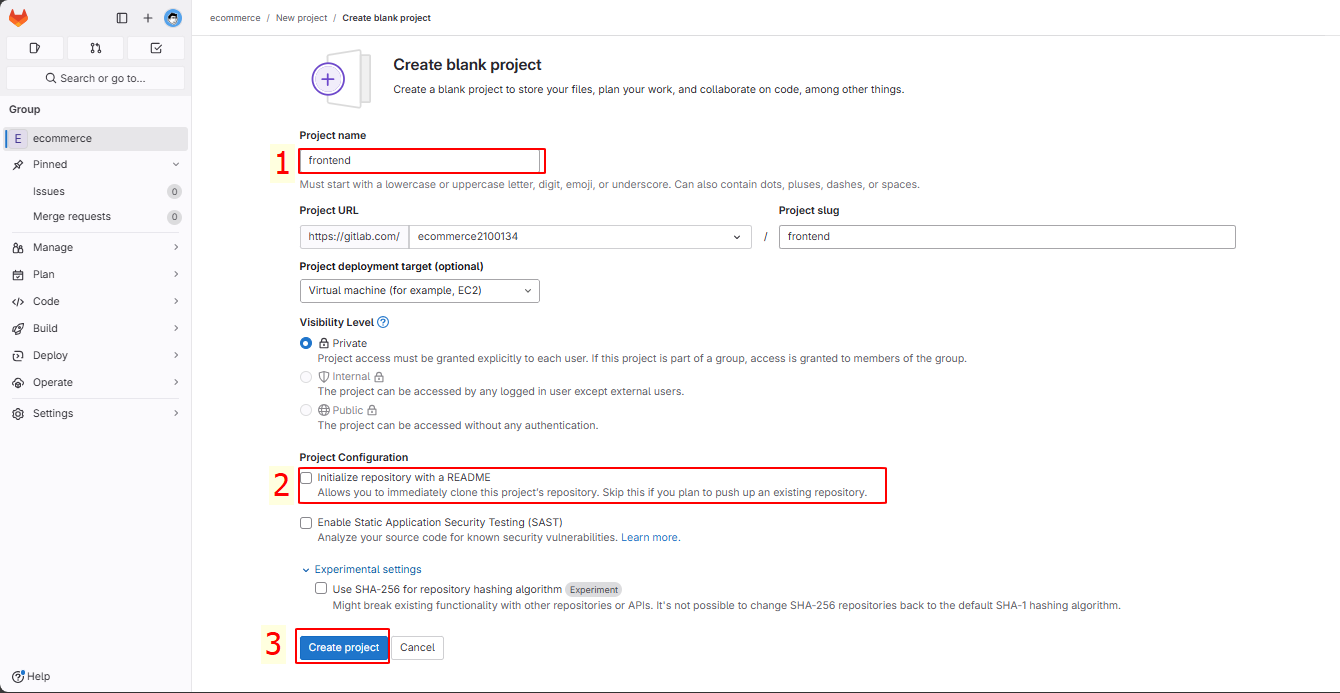 ecommerce / New project / Create blank project
Search or go to...
Group
E ecommerce
Pinned
Issues 0
Merge requests 0
Manage
Plan
Code
Build
Deploy
Operate
Settings
Help
Create blank project
Create a blank project to store your files, plan your work, and collaborate on code, among other things.
Project name
1 frontend
Must start with a lowercase or uppercase letter, digit, emoji, or underscore. Can also contain dots, pluses, dashes, or spaces.
Project URL Project slug
https://gitlab.com/ ecommerce2100134 / frontend
Project deployment target (optional)
Virtual machine (for example, EC2)
Visibility Level
Private
Project access must be granted explicitly to each user. If this project is part of a group, access is granted to members of the group.
Internal
The project can be accessed by any logged in user except external users.
Public
The project can be accessed without any authentication.
Project Configuration
2 Initialize repository with a README
Allows you to immediately clone this project's repository. Skip this if you plan to push up an existing repository.
Enable Static Application Security Testing (SAST)
Analyze your source code for known security vulnerabilities. Learn more.
Experimental settings
Use SHA-256 for repository hashing algorithm Experiment
Might break existing functionality with other repositories or APIs. It's not possible to change SHA-256 repositories back to the default SHA-1 hashing algorithm.
3 Create project Cancel